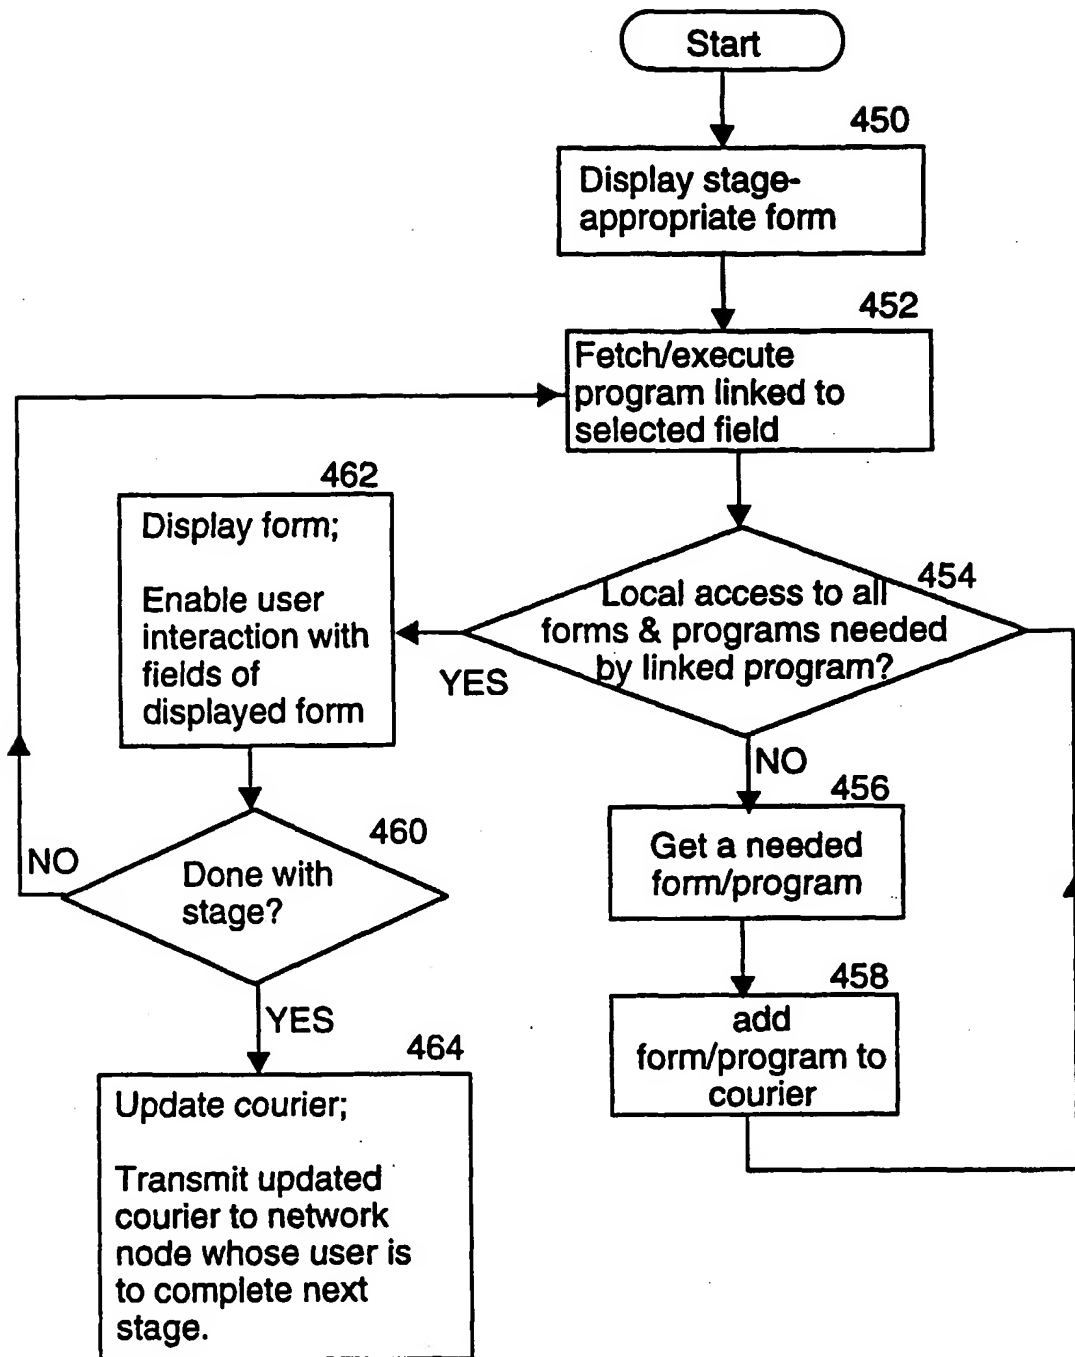 Start
450
Display stage-
appropriate form
452
Fetch/execute
program linked to
selected field
462
Display form;
Enable user
interaction with
fields of
displayed form
454
Local access to all
forms & programs needed
by linked program?
YES
NO
456
Get a needed
form/program
460
Done with
stage?
NO
458
add
form/program to
courier
YES
464
Update courier;
Transmit updated
courier to network
node whose user is
to complete next
stage.